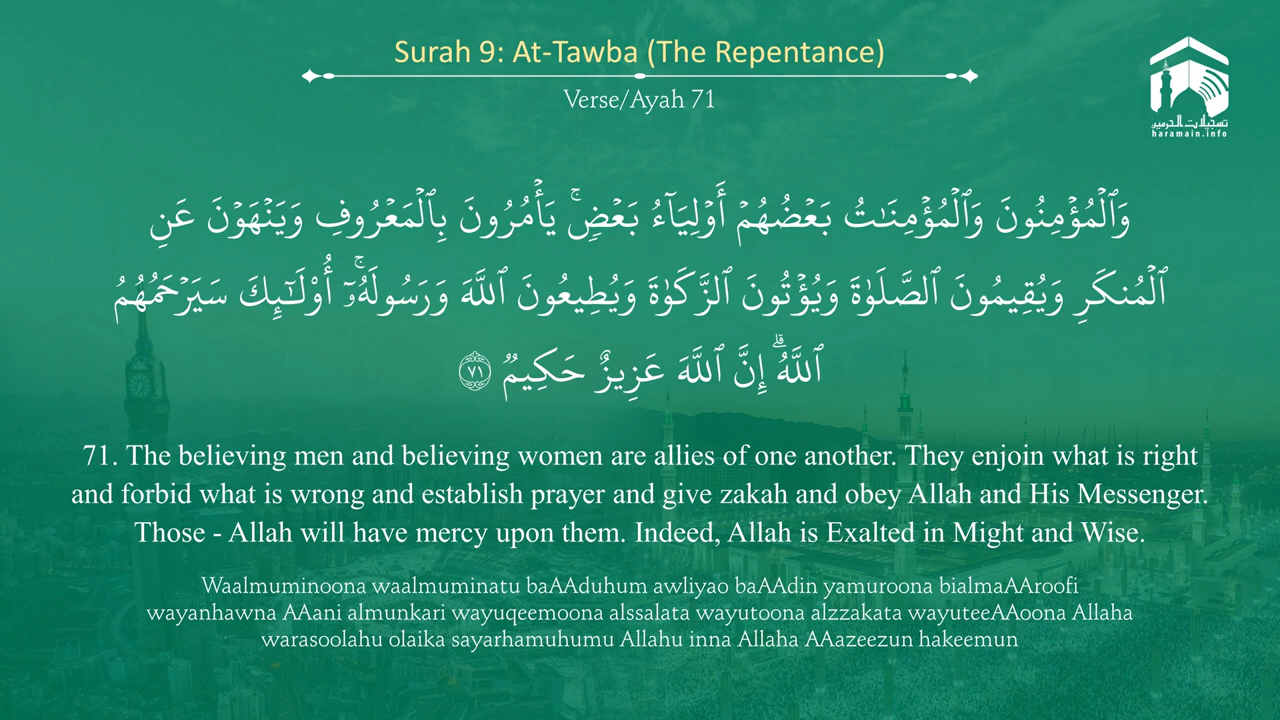 Surah 9: At-Tawba (The Repentance)
Verse/Ayah 71
تسجيلات الحرمين
haramain.info
وَٱلْمُؤْمِنُونَ وَٱلْمُؤْمِنَـٰتُ بَعْضُهُمْ أَوْلِيَآءُ بَعْضٍۢ ۚ يَأْمُرُونَ بِٱلْمَعْرُوفِ وَيَنْهَوْنَ عَنِ
ٱلْمُنكَرِ وَيُقِيمُونَ ٱلصَّلَوٰةَ وَيُؤْتُونَ ٱلزَّكَوٰةَ وَيُطِيعُونَ ٱللَّهَ وَرَسُولَهُۥٓ ۚ أُو۟لَـٰٓئِكَ سَيَرْحَمُهُمُ
ٱللَّهُ ۗ إِنَّ ٱللَّهَ عَزِيزٌ حَكِيمٌۭ ٧١
71. The believing men and believing women are allies of one another. They enjoin what is right
and forbid what is wrong and establish prayer and give zakah and obey Allah and His Messenger.
Those - Allah will have mercy upon them. Indeed, Allah is Exalted in Might and Wise.
Waalmuminoona waalmuminatu baAAduhum awliyao baAAdin yamuroona bialmaAAroofi
wayanhawna AAani almunkari wayuqeemoona alssalata wayutoona alzzakata wayuteeAAoona Allaha
warasoolahu olaika sayarhamuhumu Allahu inna Allaha AAazeezun hakeemun